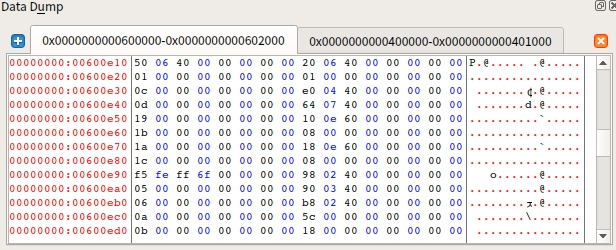 Data Dump
0x0000000000600000-0x0000000000602000 0x0000000000400000-0x0000000000401000
00000000:00600e10 50 06 40 00 00 00 00 00 20 06 40 00 00 00 00 00 P.@..... .@.....
00000000:00600e20 01 00 00 00 00 00 00 00 01 00 00 00 00 00 00 00 ................
00000000:00600e30 0c 00 00 00 00 00 00 00 e0 04 40 00 00 00 00 00 ..........@.....
00000000:00600e40 0d 00 00 00 00 00 00 00 64 07 40 00 00 00 00 00 ........d.@.....
00000000:00600e50 19 00 00 00 00 00 00 00 10 0e 60 00 00 00 00 00 ..........`.....
00000000:00600e60 1b 00 00 00 00 00 00 00 08 00 00 00 00 00 00 00 ................
00000000:00600e70 1a 00 00 00 00 00 00 00 18 0e 60 00 00 00 00 00 ..........`.....
00000000:00600e80 1c 00 00 00 00 00 00 00 08 00 00 00 00 00 00 00 ................
00000000:00600e90 f5 fe ff 6f 00 00 00 00 98 02 40 00 00 00 00 00 ...o......@.....
00000000:00600ea0 05 00 00 00 00 00 00 00 90 03 40 00 00 00 00 00 ..........@.....
00000000:00600eb0 06 00 00 00 00 00 00 00 b8 02 40 00 00 00 00 00 ..........@.....
00000000:00600ec0 0a 00 00 00 00 00 00 00 5c 00 00 00 00 00 00 00 ........\.......
00000000:00600ed0 0b 00 00 00 00 00 00 00 18 00 00 00 00 00 00 00 ................